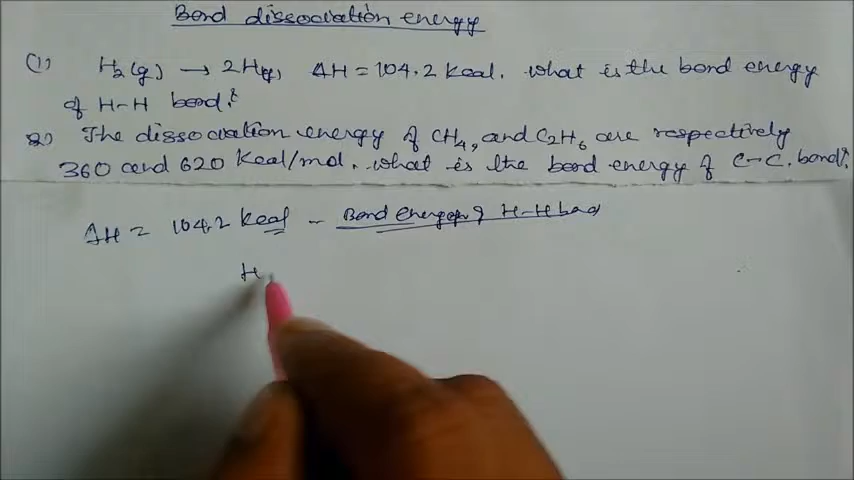 Bond dissociation energy
(1) H₂(g) → 2H(g), ΔH = 104.2 Kcal. what is the bond energy
of H-H bond?
2) The dissociation energy of CH₄, and C₂H₆ are respectively
360 and 620 Kcal/mol. what is the bond energy of C-C. bond?
ΔH = 104.2 kcal - Bond energy of H-H bond
H